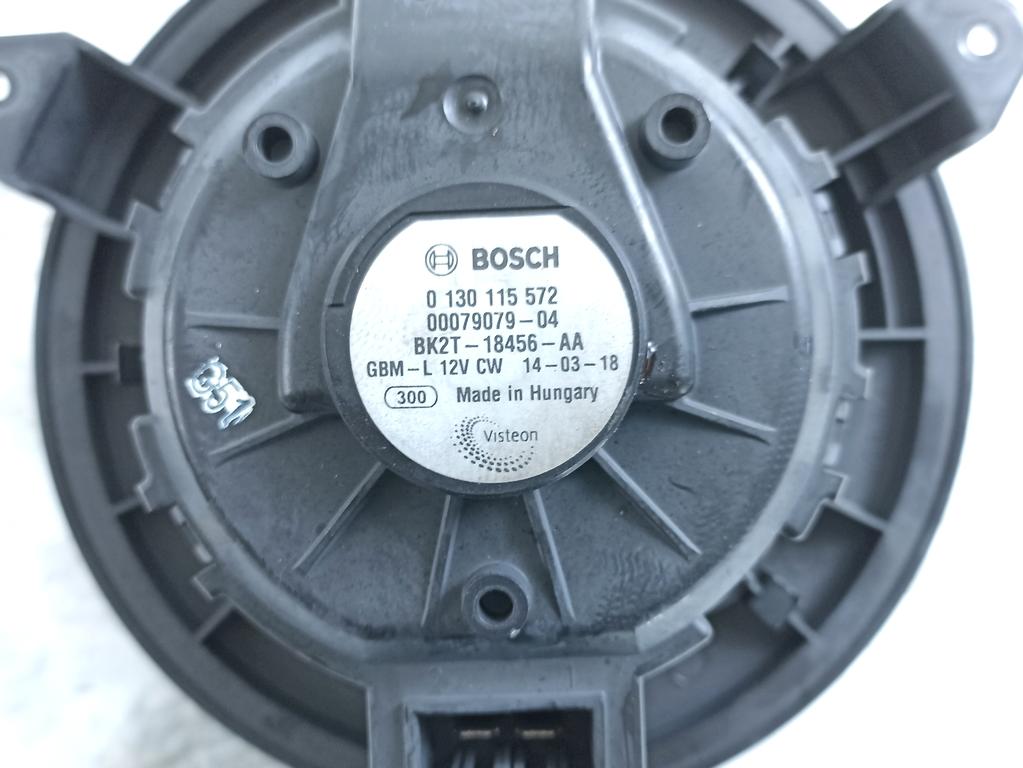 BOSCH
0 130 115 572
00079079-04
BK2T-18456-AA
GBM-L 12V CW 14-03-18
300 Made in Hungary
Visteon
G51